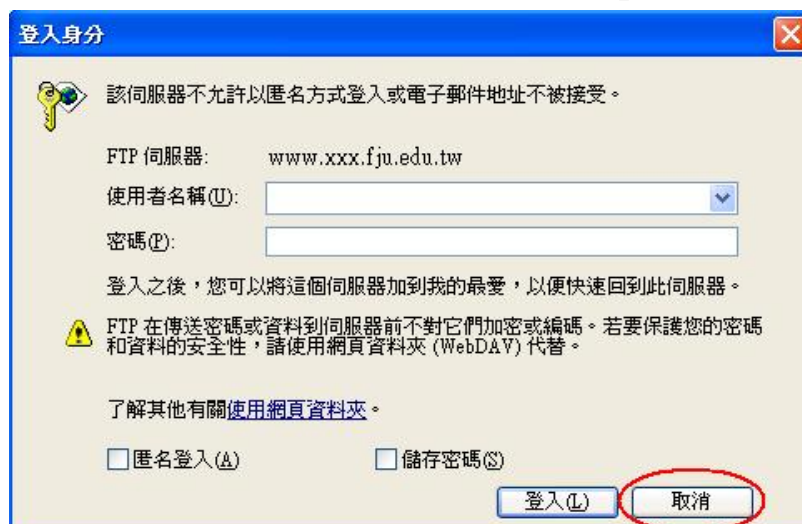 登入身分
該伺服器不允許以匿名方式登入或電子郵件地址不被接受。
FTP 伺服器: www.xxx.fju.edu.tw
使用者名稱(U):
密碼(P):
登入之後，您可以將這個伺服器加到我的最愛，以便快速回到此伺服器。
FTP 在傳送密碼或資料到伺服器前不對它們加密或編碼。若要保護您的密碼
和資料的安全性，請使用網頁資料夾 (WebDAV) 代替。
了解其他有關使用網頁資料夾。
匿名登入(A) 儲存密碼(S)
登入(L) 取消